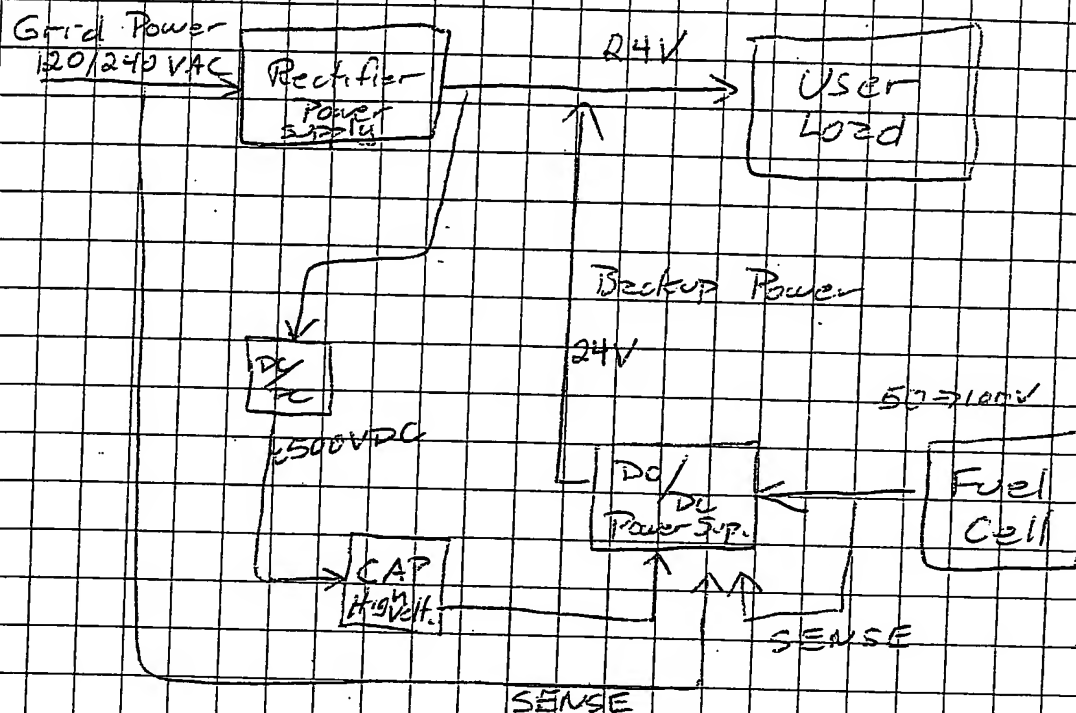 Grid Power
120/240 VAC
Rectifier
Power
supply
24V
User
Load
Backup Power
24V
DC/
DC
≤500VDC
50→100V
DC/
DC
Power Sup.
Fuel
Cell
CAP
High
Volt.
SENSE
SENSE